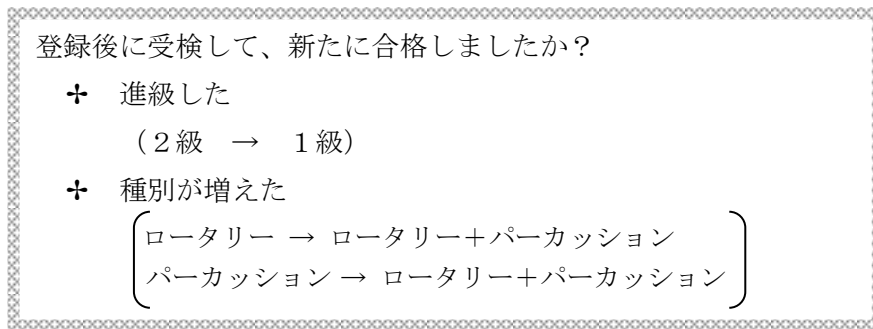 登録後に受検して、新たに合格しましたか?
✢ 進級した
(2級 → 1級)
✢ 種別が増えた
ロータリー → ロータリー+パーカッション
パーカッション → ロータリー+パーカッション